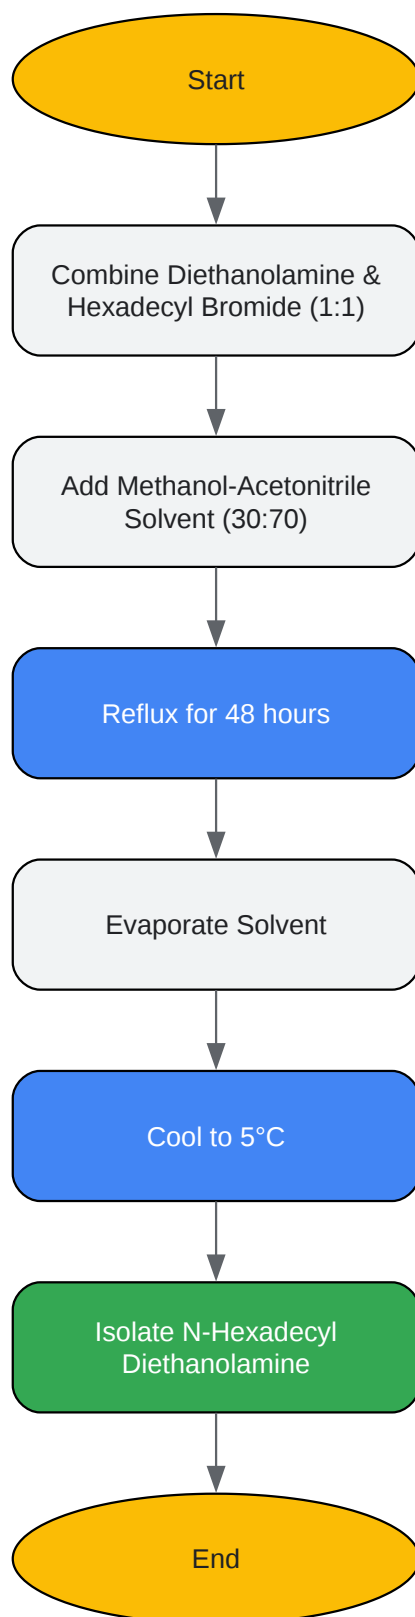 Start
Combine Diethanolamine &
Hexadecyl Bromide (1:1)
Add Methanol-Acetonitrile
Solvent (30:70)
Reflux for 48 hours
Evaporate Solvent
Cool to 5°C
Isolate N-Hexadecyl
Diethanolamine
End